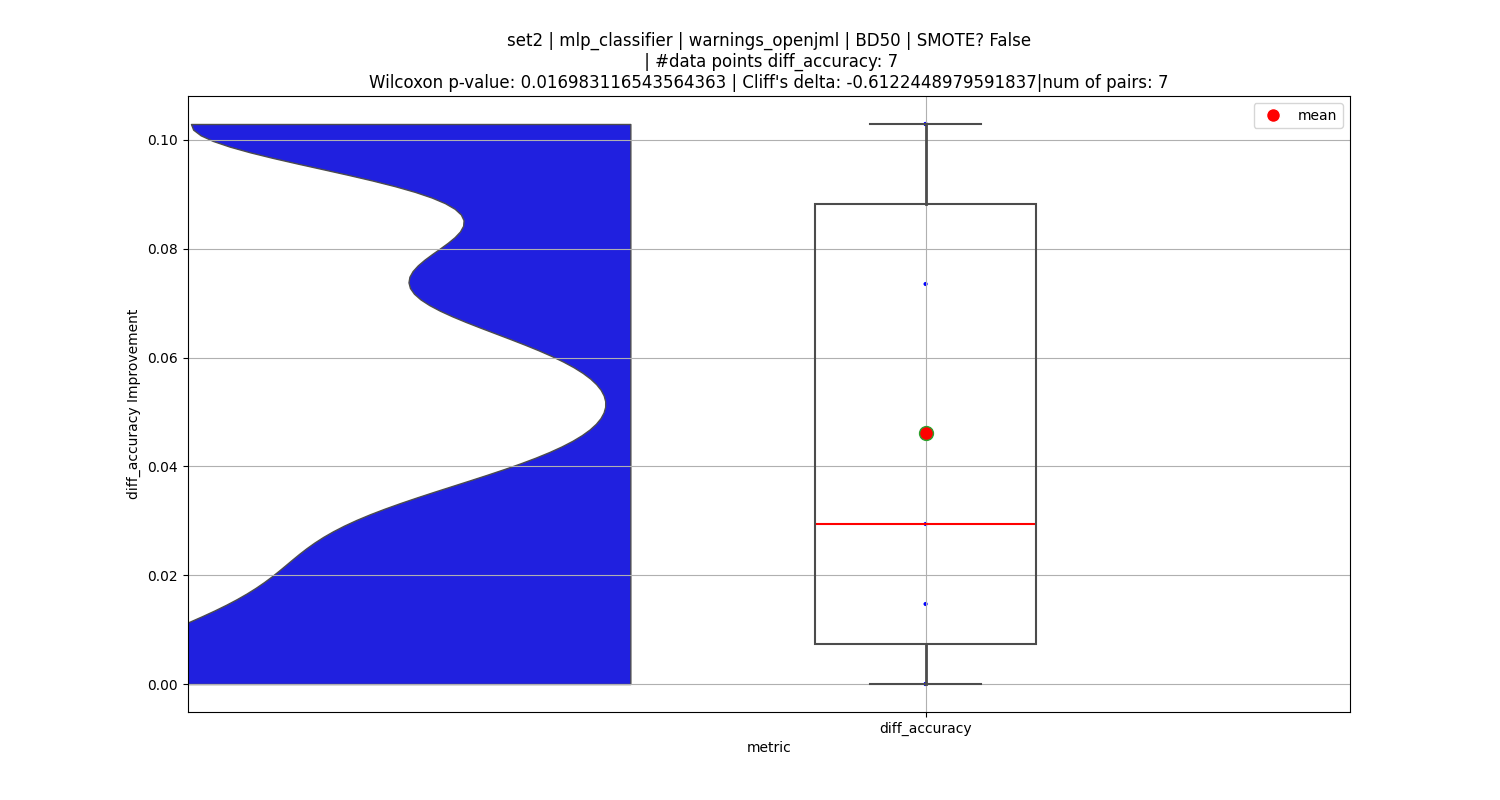 set2 | mlp_classifier | warnings_openjml | BD50 | SMOTE? False
| #data points diff_accuracy: 7
Wilcoxon p-value: 0.016983116543564363 | Cliff's delta: -0.6122448979591837|num of pairs: 7
mean
0.10
0.08
0.06
0.04
0.02
0.00
diff_accuracy Improvement
diff_accuracy
metric